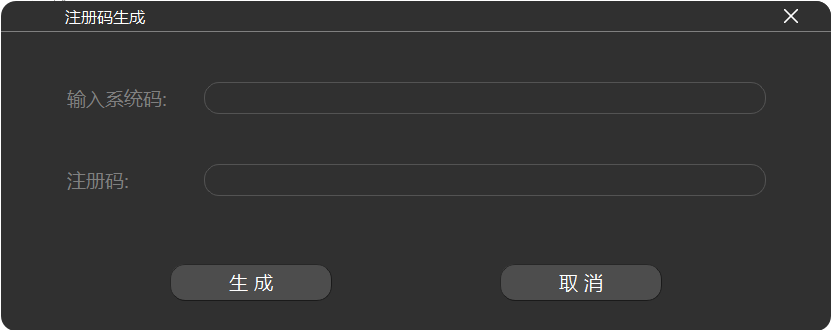 注册码生成
输入系统码:
注册码:
生 成
取 消